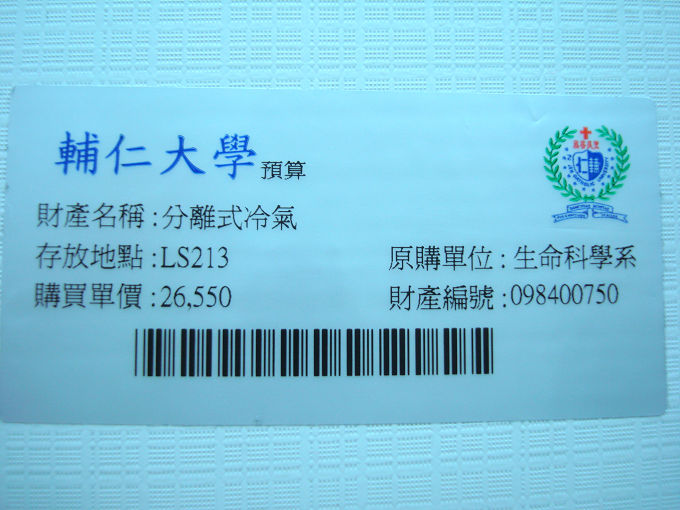 輔仁大學 預算
財產名稱:分離式冷氣
存放地點:LS213 原購單位:生命科學系
購買單價:26,550 財產編號:098400750